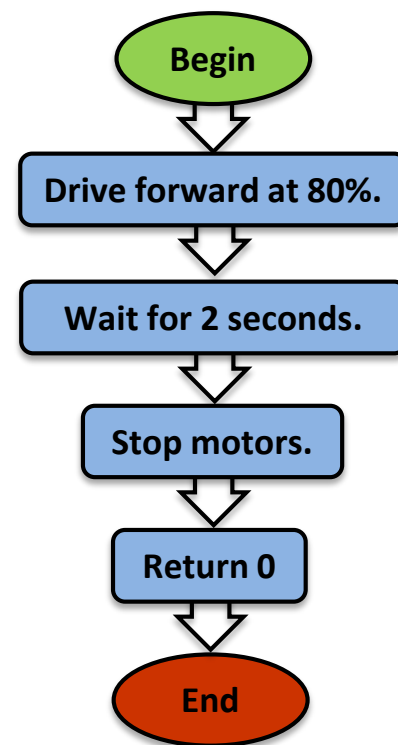 Begin
Drive forward at 80%.
Wait for 2 seconds.
Stop motors.
Return 0
End